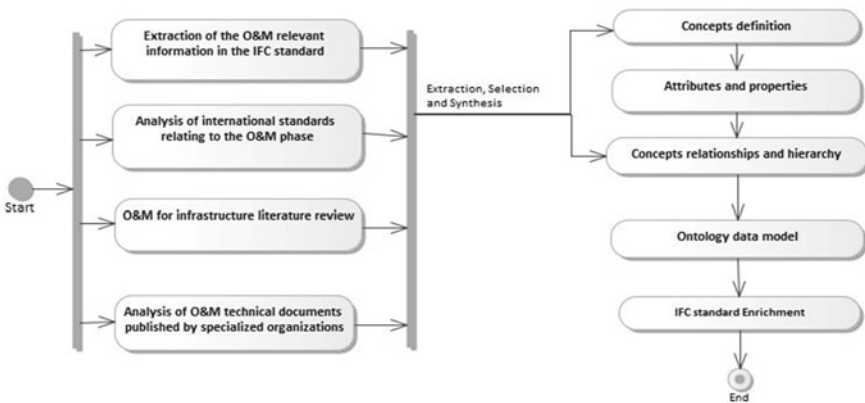 Start
Extraction of the O&M relevant
information in the IFC standard
Analysis of international standards
relating to the O&M phase
O&M for infrastructure literature review
Analysis of O&M technical documents
published by specialized organizations
Extraction, Selection
and Synthesis
Concepts definition
Attributes and properties
Concepts relationships and hierarchy
Ontology data model
IFC standard Enrichment
End